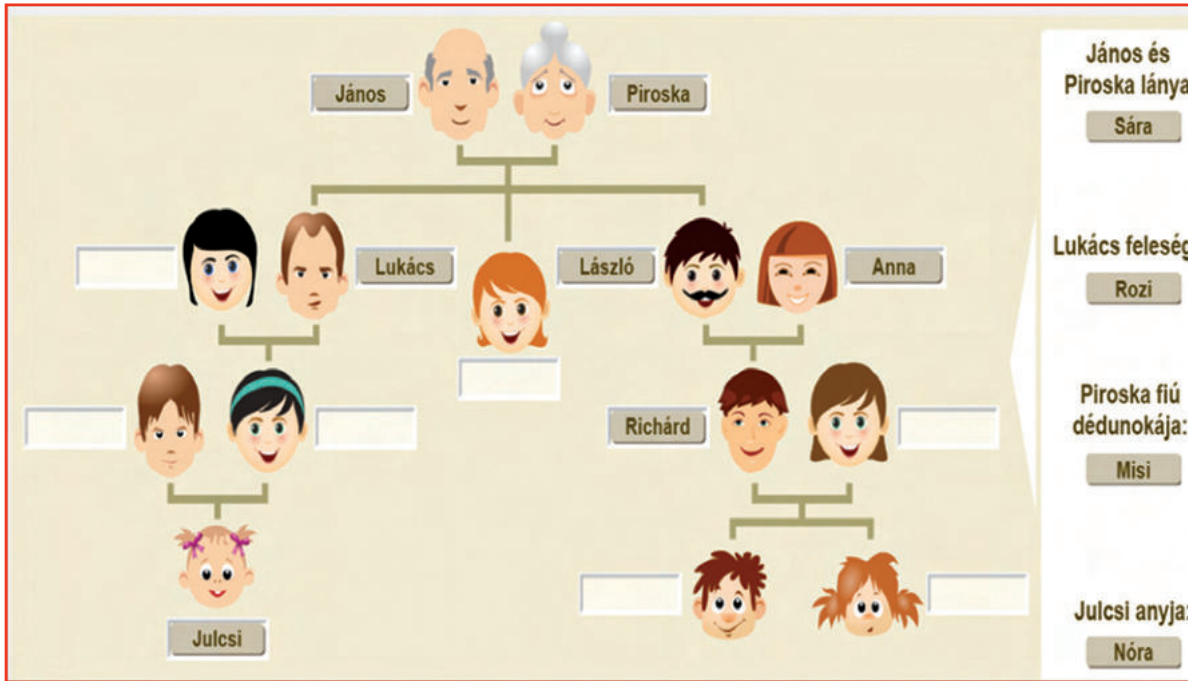 János
Piroska
Lukács
László
Anna
Richárd
Julcsi
János és
Piroska lánya
Sára
Lukács feleség
Rozi
Piroska fiú
dédunokája:
Misi
Julcsi anyja:
Nóra